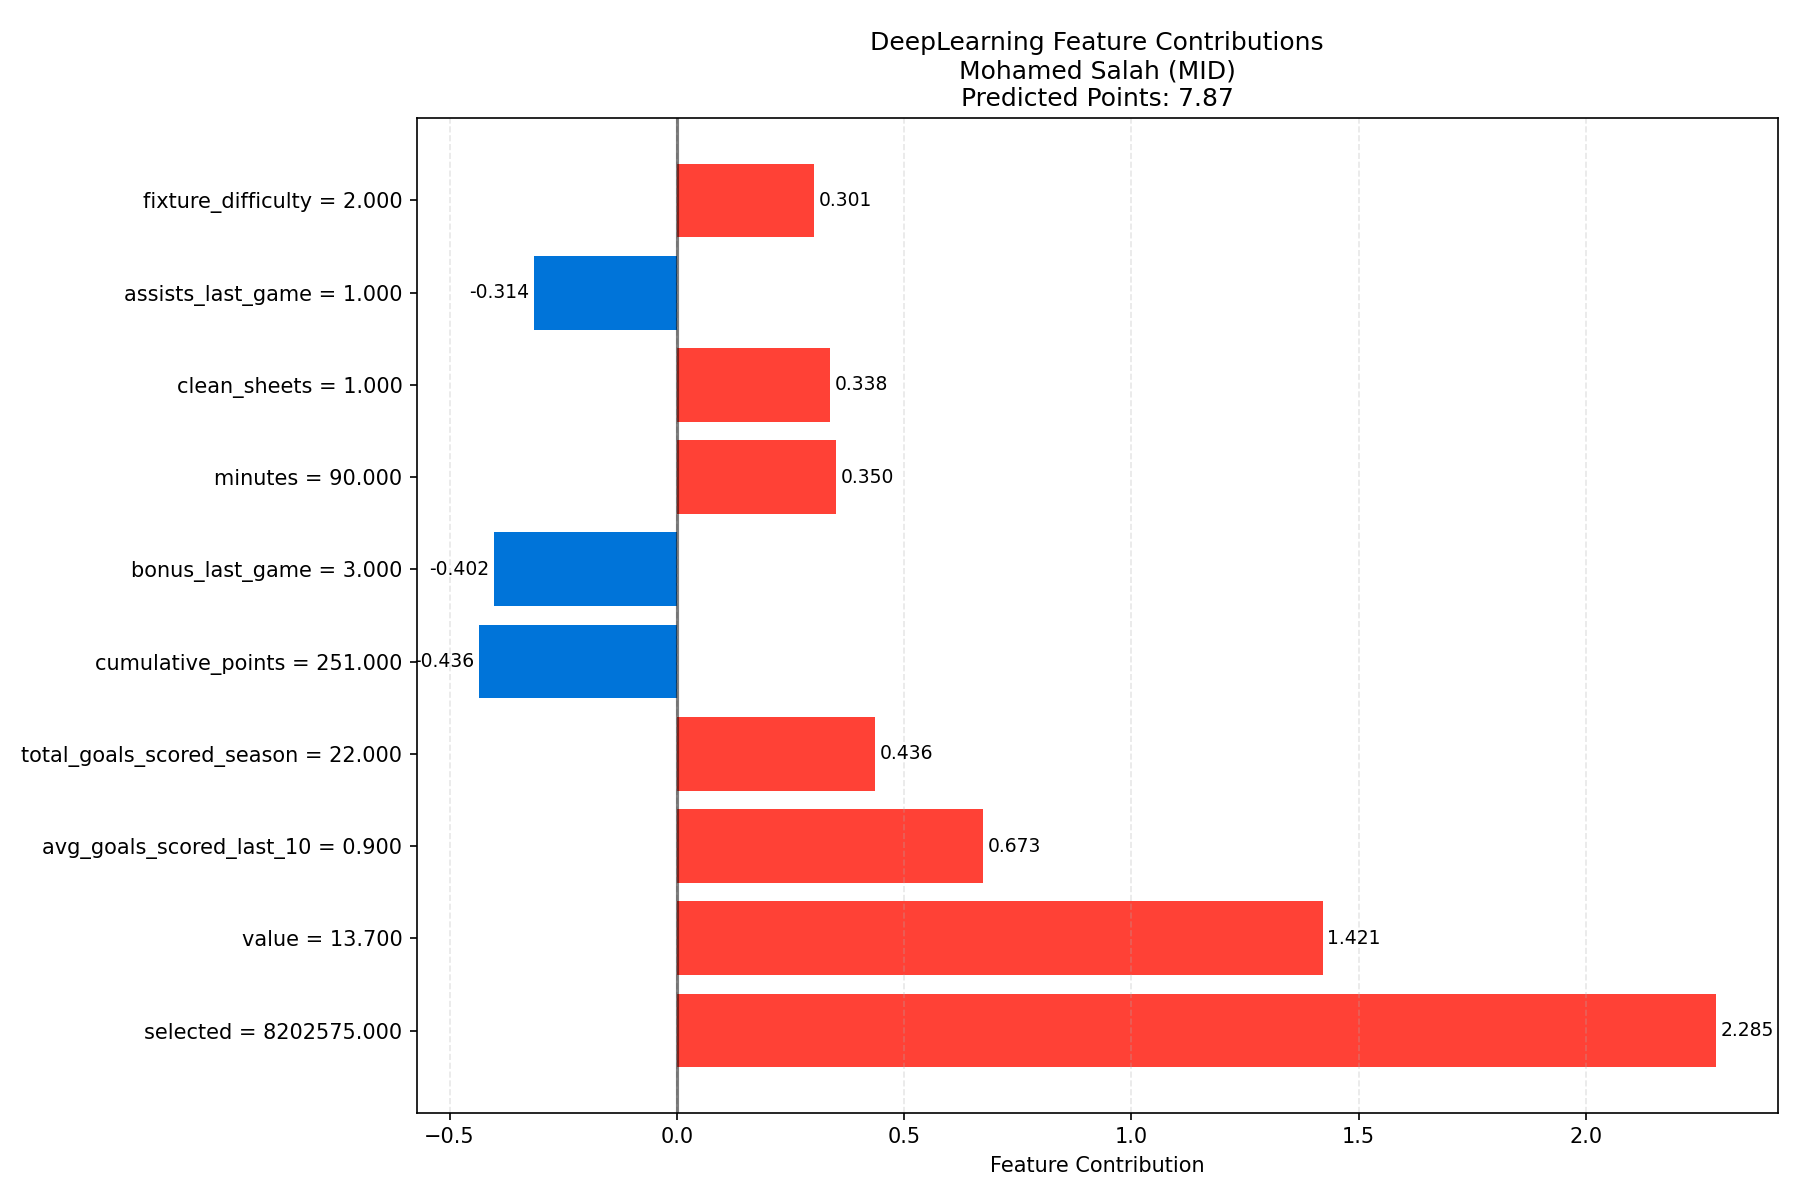 DeepLearning Feature Contributions
Mohamed Salah (MID)
Predicted Points: 7.87
fixture_difficulty = 2.000
0.301
assists_last_game = 1.000
-0.314
clean_sheets = 1.000
0.338
minutes = 90.000
0.350
bonus_last_game = 3.000
-0.402
cumulative_points = 251.000
-0.436
total_goals_scored_season = 22.000
0.436
avg_goals_scored_last_10 = 0.900
0.673
value = 13.700
1.421
selected = 8202575.000
2.285
−0.5 0.0 0.5 1.0 1.5 2.0
Feature Contribution